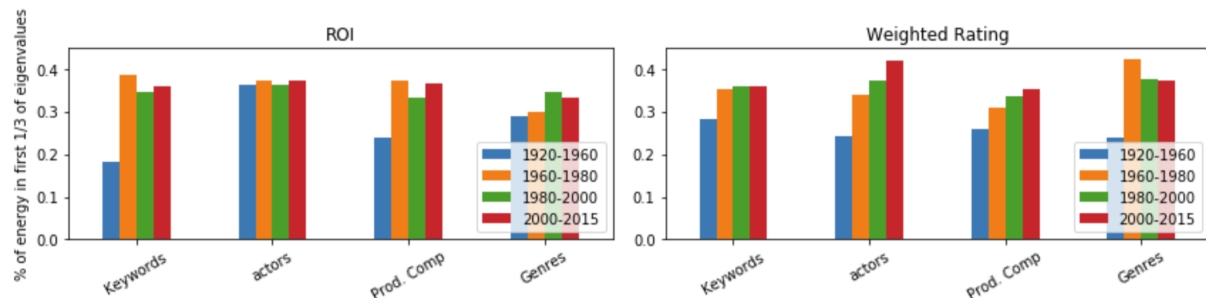 ROI
% of energy in first 1/3 of eigenvalues
0.4
0.3
0.2
0.1
0.0
Keywords
actors
Prod. Comp
Genres
1920-1960
1960-1980
1980-2000
2000-2015
Weighted Rating
0.4
0.3
0.2
0.1
0.0
Keywords
actors
Prod. Comp
Genres
1920-1960
1960-1980
1980-2000
2000-2015